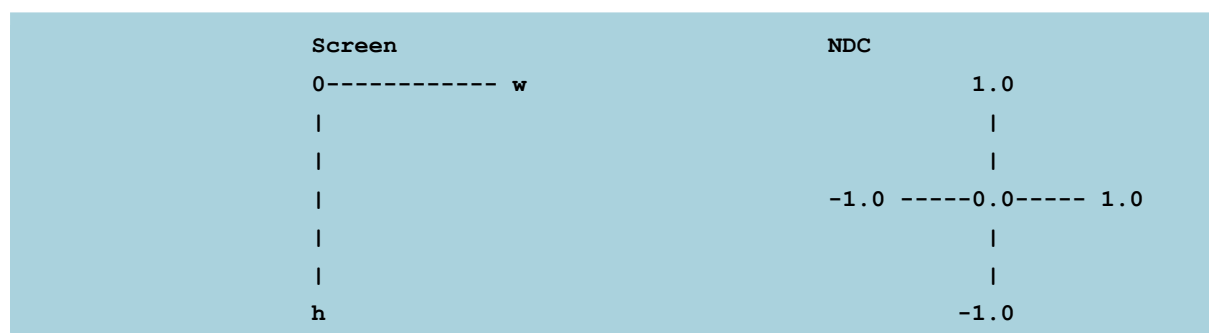 Screen NDC
0------------ w 1.0
| |
| |
| -1.0 -----0.0----- 1.0
| |
| |
h -1.0